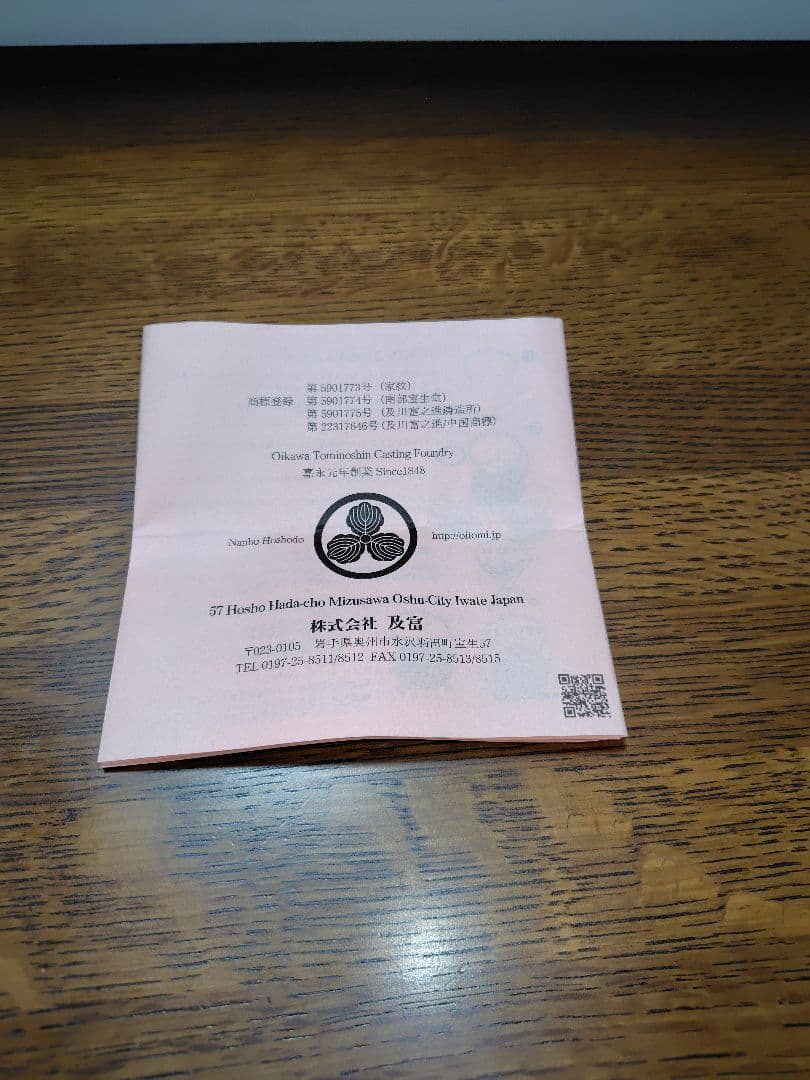 第 5901773号（家紋）
商標登録　第 5901774号（南部宝生堂）
第 5901775号（及川富之進鋳造所）
第 22317646号（及川富之進/中国商標）
Oikawa Tominoshin Casting Foundry
嘉永元年創業 Since1848
Nanbu Hoshodo　http://oitomi.jp
57 Hosho Hada-cho Mizusawa Oshu-City Iwate Japan
株式会社 及富
〒023-0105　岩手県奥州市水沢羽田町宝生57
TEL 0197-25-8511/8512 FAX 0197-25-8513/8515